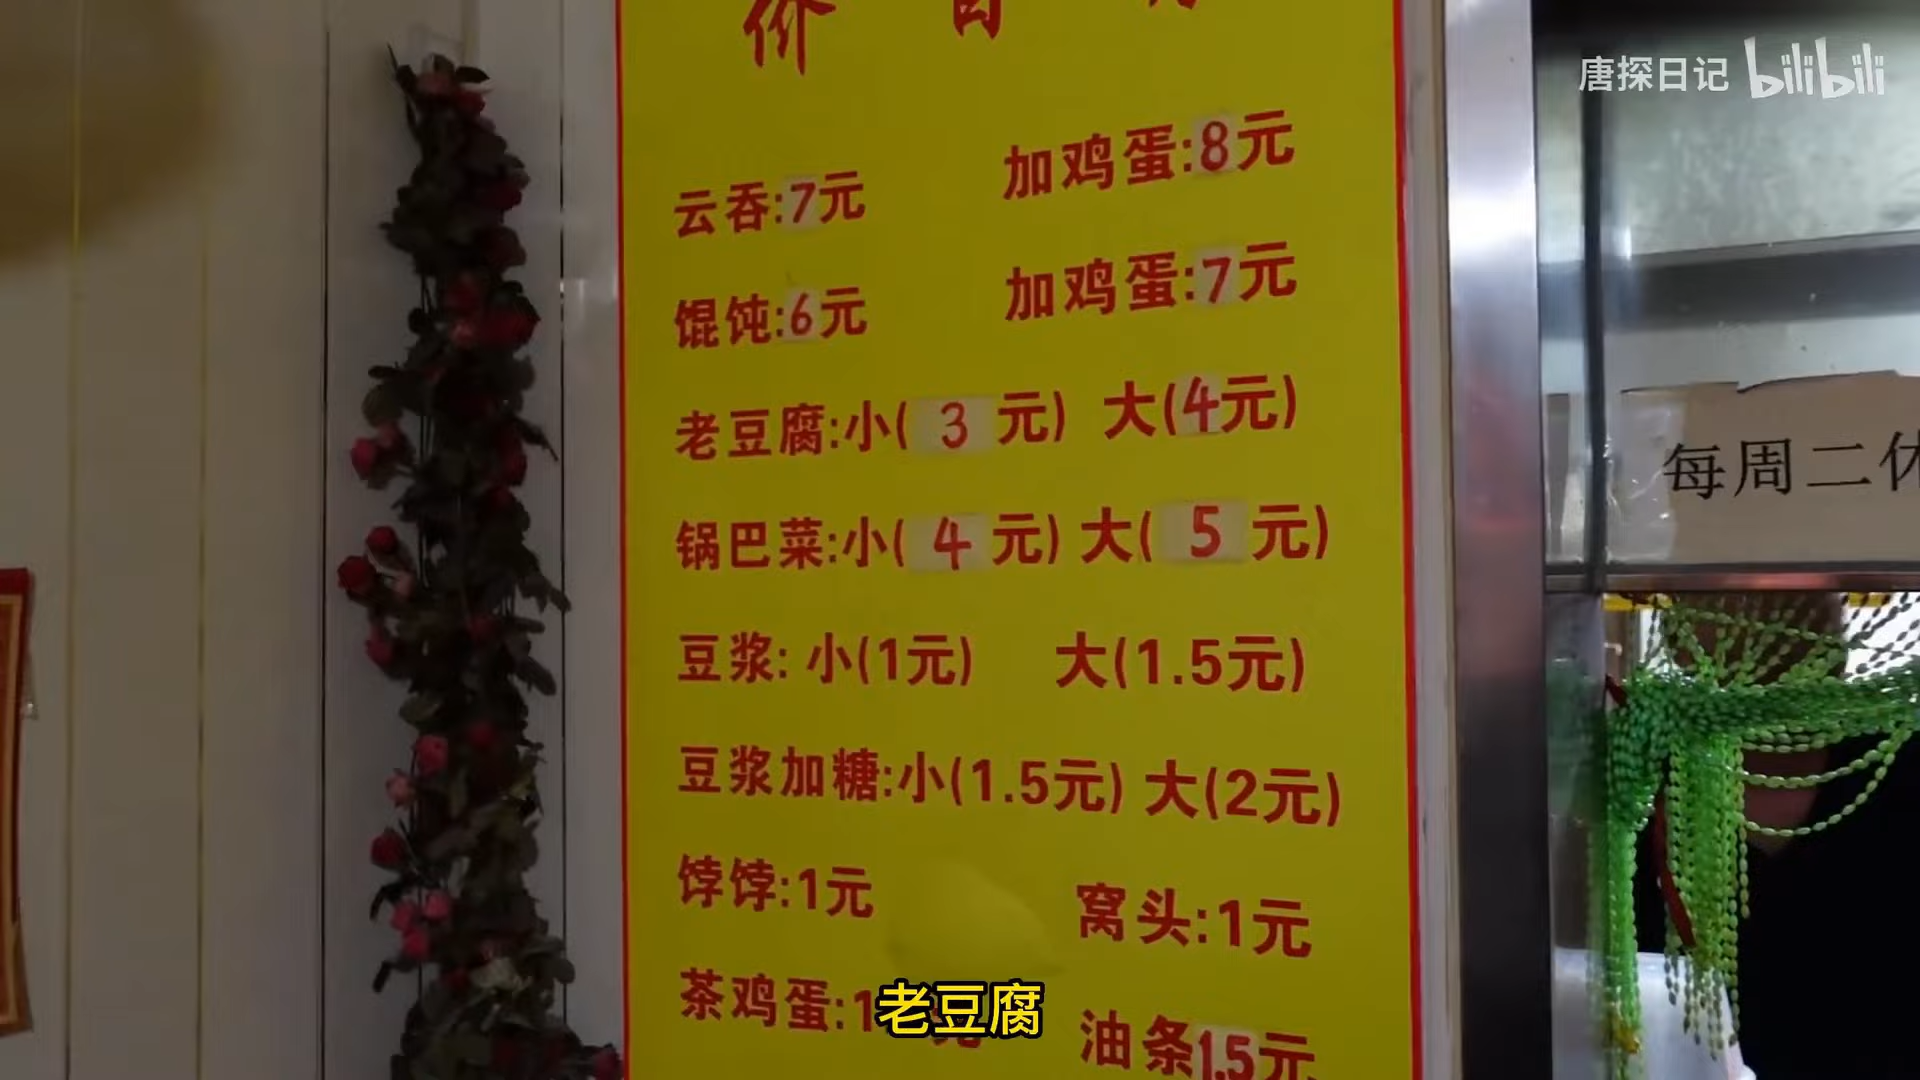 价目
唐探日记 bilibili
云吞:7元 加鸡蛋:8元
馄饨:6元 加鸡蛋:7元
老豆腐:小(3元) 大(4元)
锅巴菜:小(4元) 大(5元)
每周二休
豆浆:小(1元) 大(1.5元)
豆浆加糖:小(1.5元) 大(2元)
饽饽:1元 窝头:1元
茶鸡蛋:1
油条1.5元
老豆腐